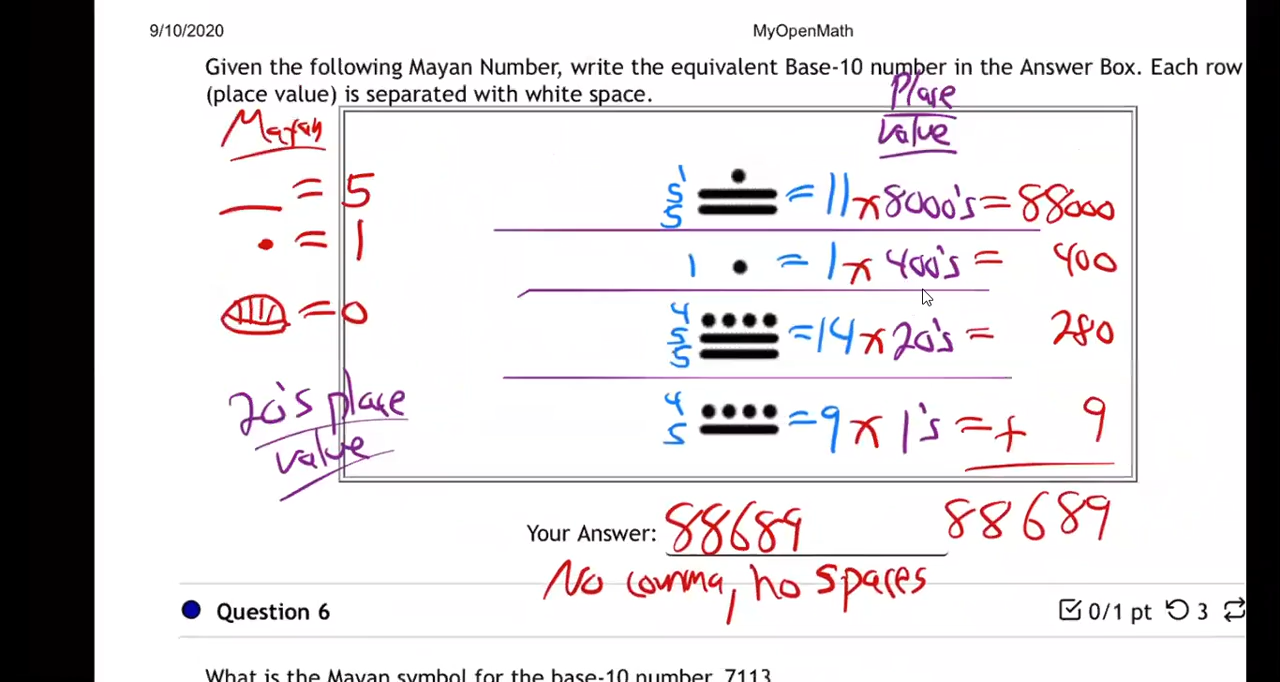 9/10/2020 MyOpenMath
Given the following Mayan Number, write the equivalent Base-10 number in the Answer Box. Each row
(place value) is separated with white space.
Place
value
Mayan
__ = 5
. = 1
= 0
20's place
value
1
5
5
= 11 x 8000's = 88000
1 = 1 x 400's = 400
4
5
5
= 14 x 20's = 280
4
5
= 9 x 1's = + 9
88689
Your Answer: 88689
No comma, no spaces
Question 6 0/1 pt 3
What is the Mayan symbol for the base-10 number 7113